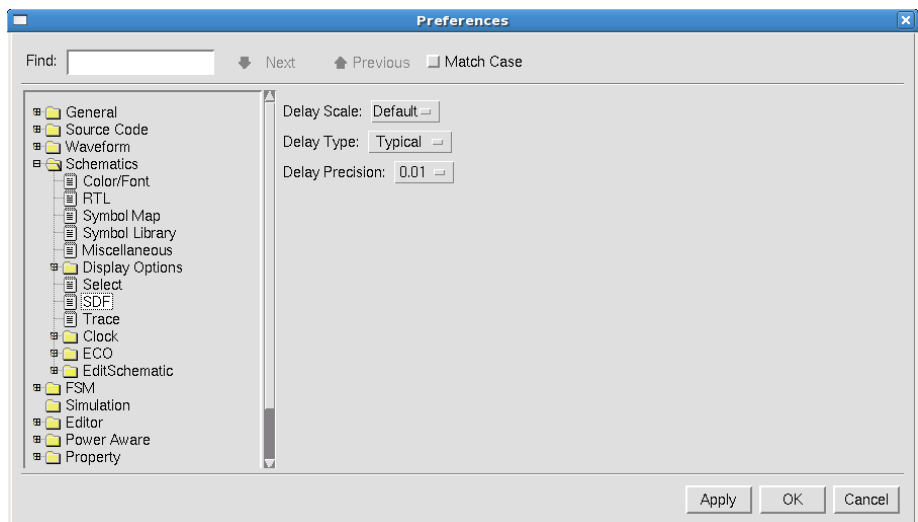 Preferences
Find:
Next
Previous
Match Case
General
Source Code
Waveform
Schematics
Color/Font
RTL
Symbol Map
Symbol Library
Miscellaneous
Display Options
Select
SDF
Trace
Clock
ECO
EditSchematic
FSM
Simulation
Editor
Power Aware
Property
Delay Scale: Default
Delay Type: Typical
Delay Precision: 0.01
Apply
OK
Cancel